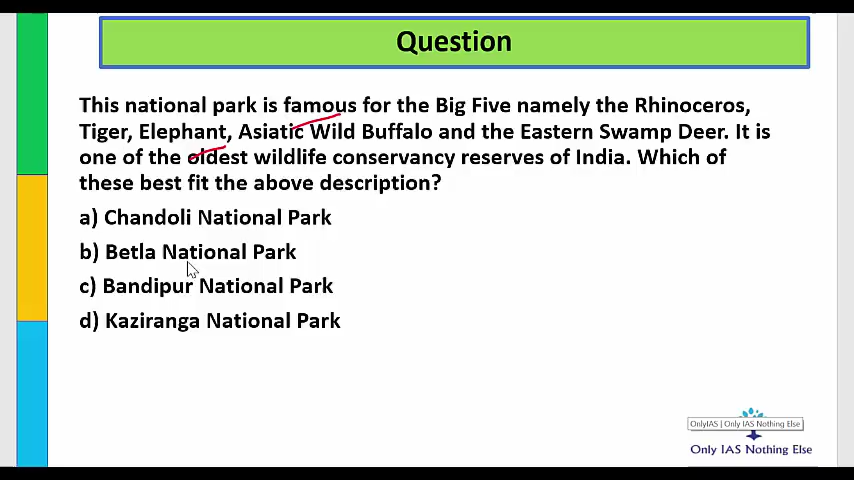 Question
This national park is famous for the Big Five namely the Rhinoceros,
Tiger, Elephant, Asiatic Wild Buffalo and the Eastern Swamp Deer. It is
one of the oldest wildlife conservancy reserves of India. Which of
these best fit the above description?
a) Chandoli National Park
b) Betla National Park
c) Bandipur National Park
d) Kaziranga National Park
OnlyIAS | Only IAS Nothing Else
Only IAS Nothing Else